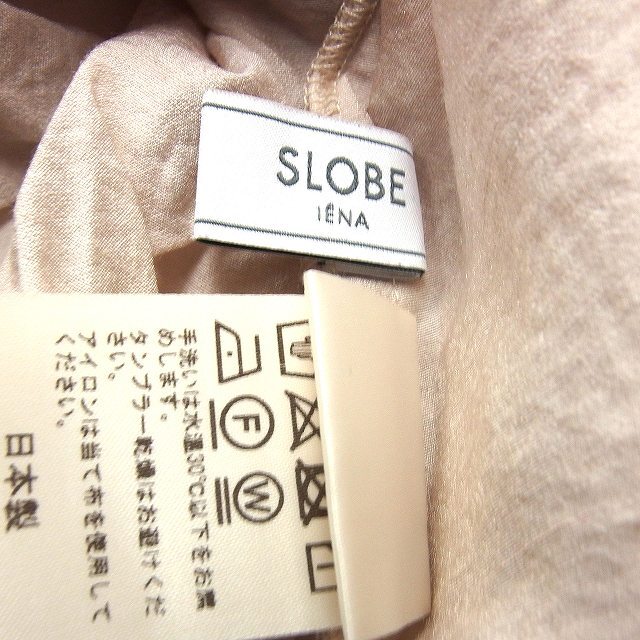 SLOBE
IÉNA
F
W
手洗いは水温30℃以下をお薦
めします。
タンブラー乾燥はお避けくだ
さい。
アイロンは当て布を使用して
ください。
日本製